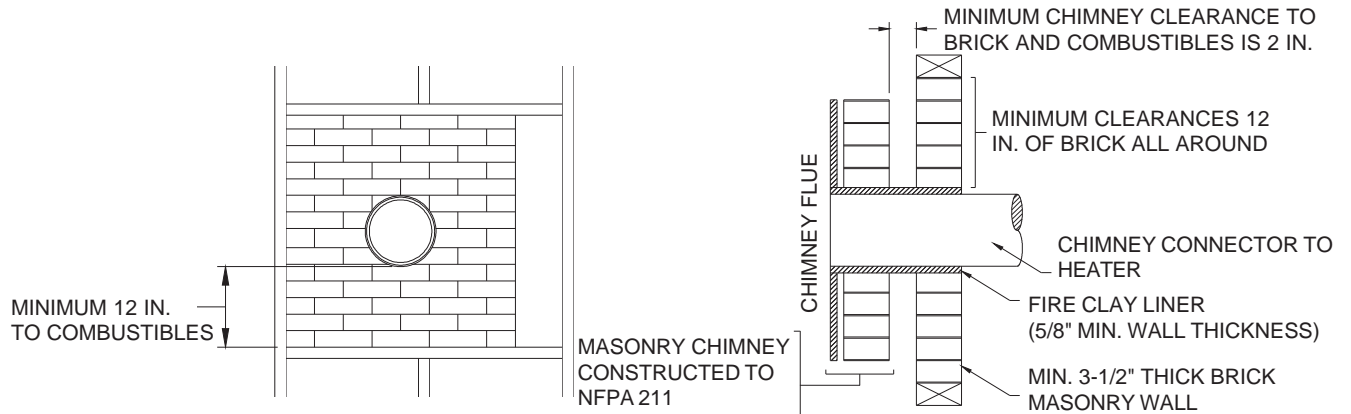 MINIMUM 12 IN.
TO COMBUSTIBLES
MINIMUM CHIMNEY CLEARANCE TO
BRICK AND COMBUSTIBLES IS 2 IN.
MINIMUM CLEARANCES 12
IN. OF BRICK ALL AROUND
CHIMNEY FLUE
CHIMNEY CONNECTOR TO
HEATER
FIRE CLAY LINER
(5/8" MIN. WALL THICKNESS)
MASONRY CHIMNEY
CONSTRUCTED TO
NFPA 211
MIN. 3-1/2" THICK BRICK
MASONRY WALL